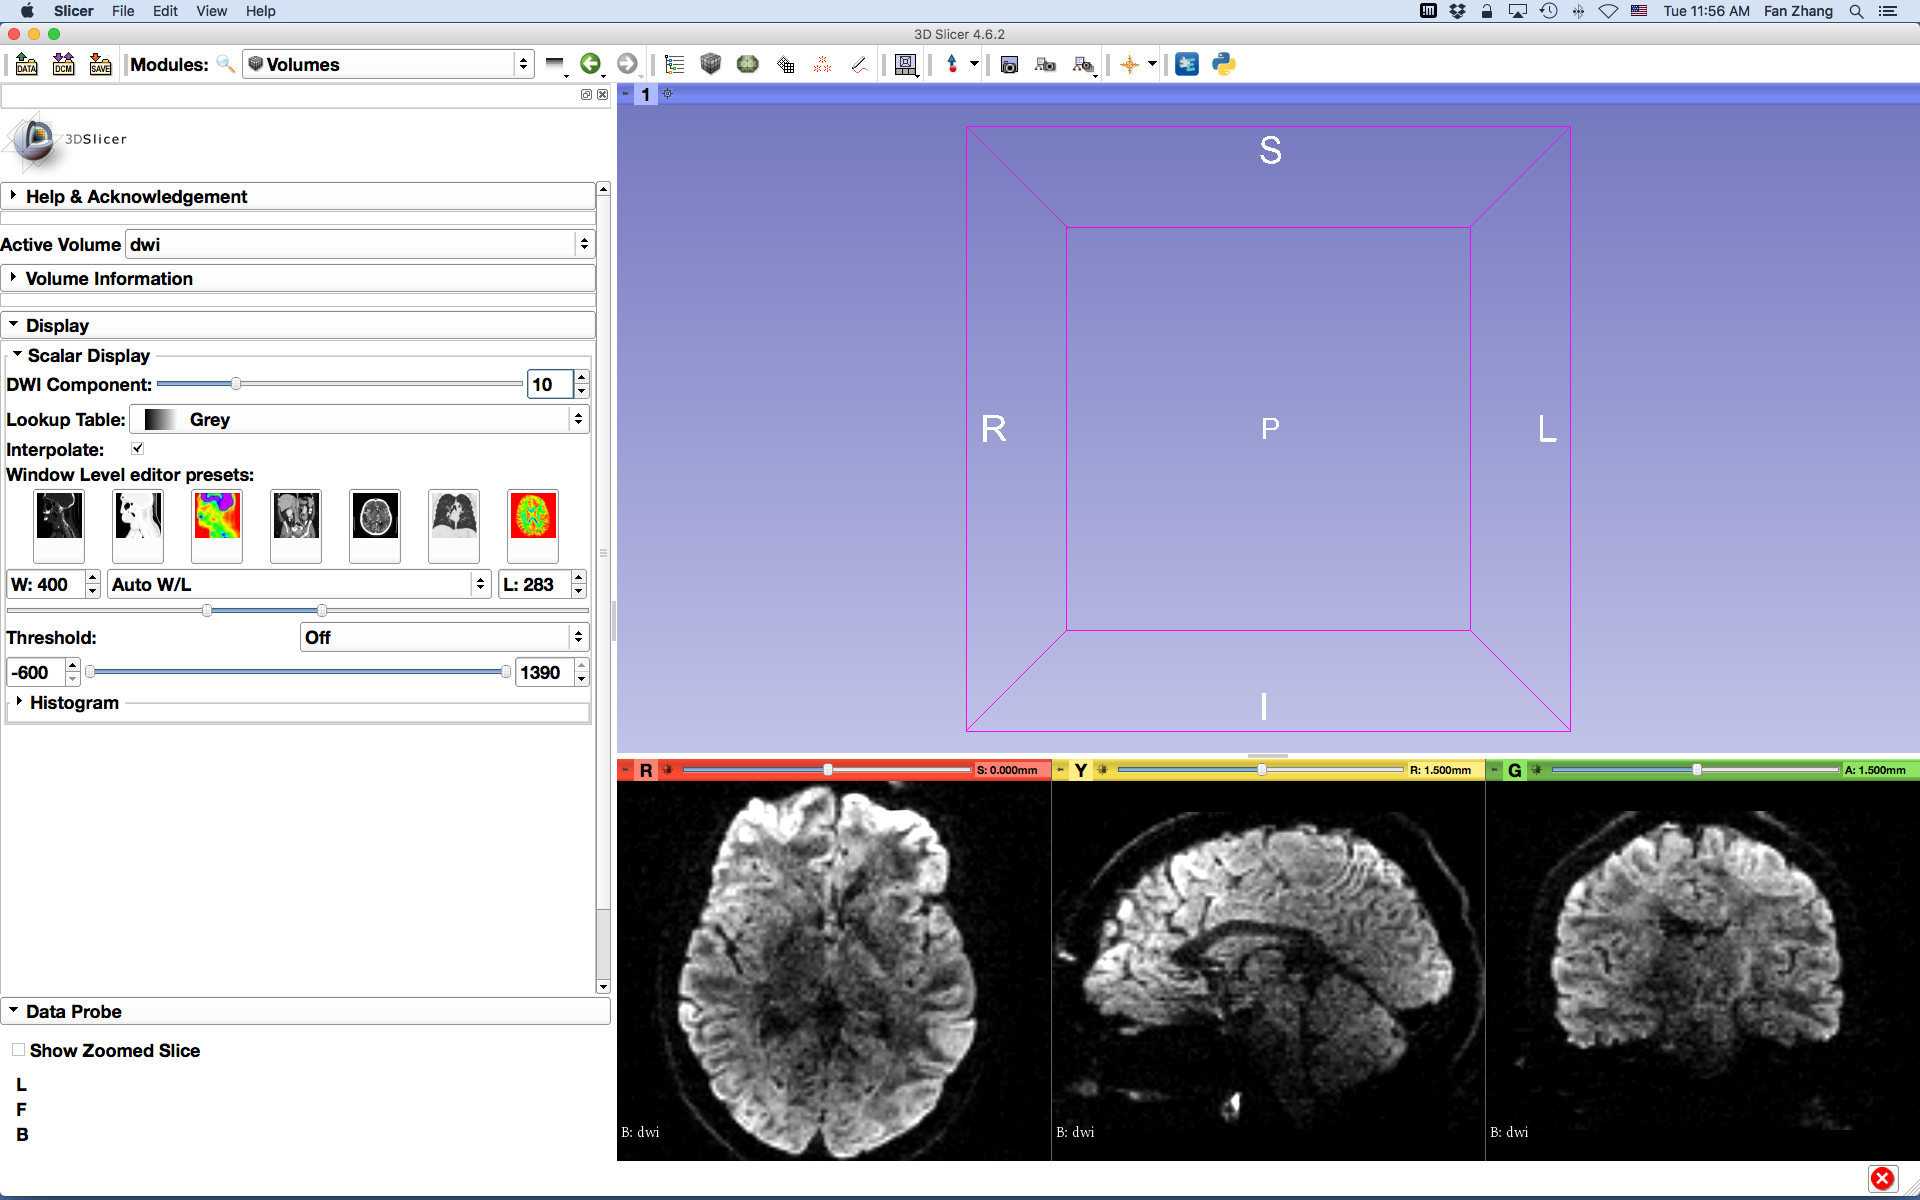 Slicer File Edit View Help Tue 11:56 AM Fan Zhang
3D Slicer 4.6.2
DATA DCM SAVE Modules: Volumes
1
3DSlicer
Help & Acknowledgement
Active Volume dwi
Volume Information
Display
Scalar Display
DWI Component: 10
Lookup Table: Grey
Interpolate:
Window Level editor presets:
W: 400 Auto W/L L: 283
Threshold: Off
-600 1390
Histogram
Data Probe
Show Zoomed Slice
L
F
B
S
R P L
I
R S: 0.000mm Y R: 1.500mm G A: 1.500mm
B: dwi B: dwi B: dwi